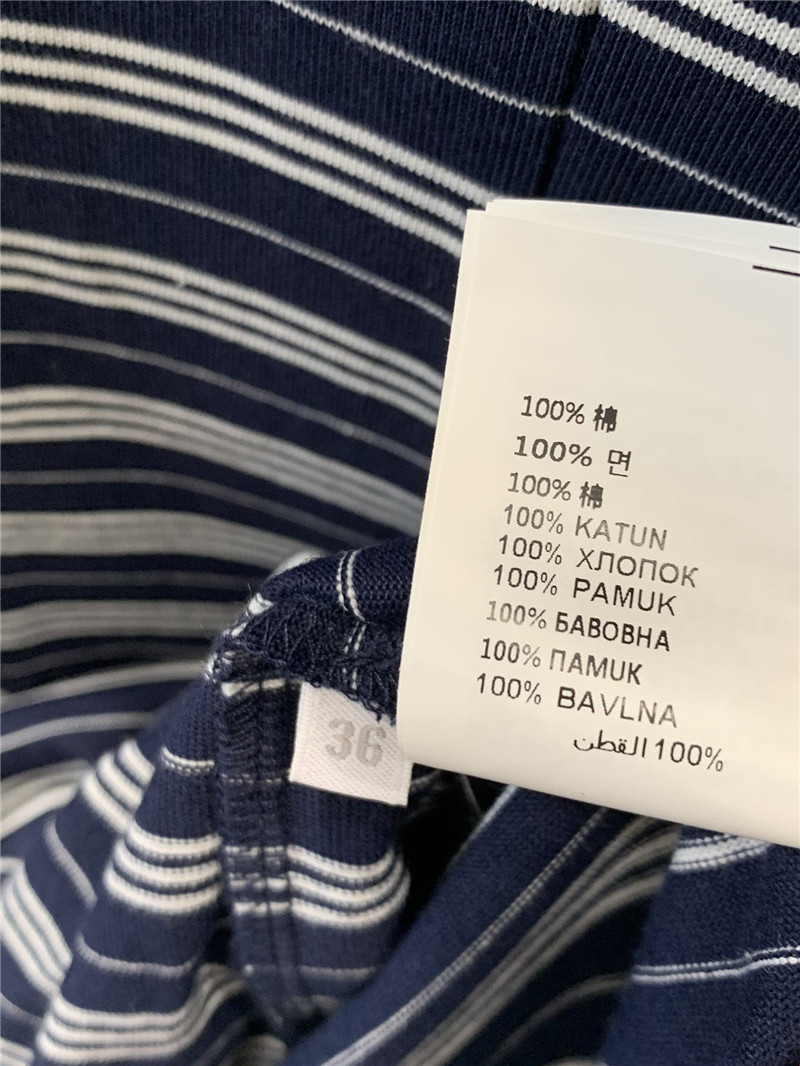 100% 棉
100% 면
100% 棉
100% KATUN
100% ХЛОПОК
100% PAMUK
100% БАВОВНА
100% ПАМУК
100% BAVLNA
100% القطن
36